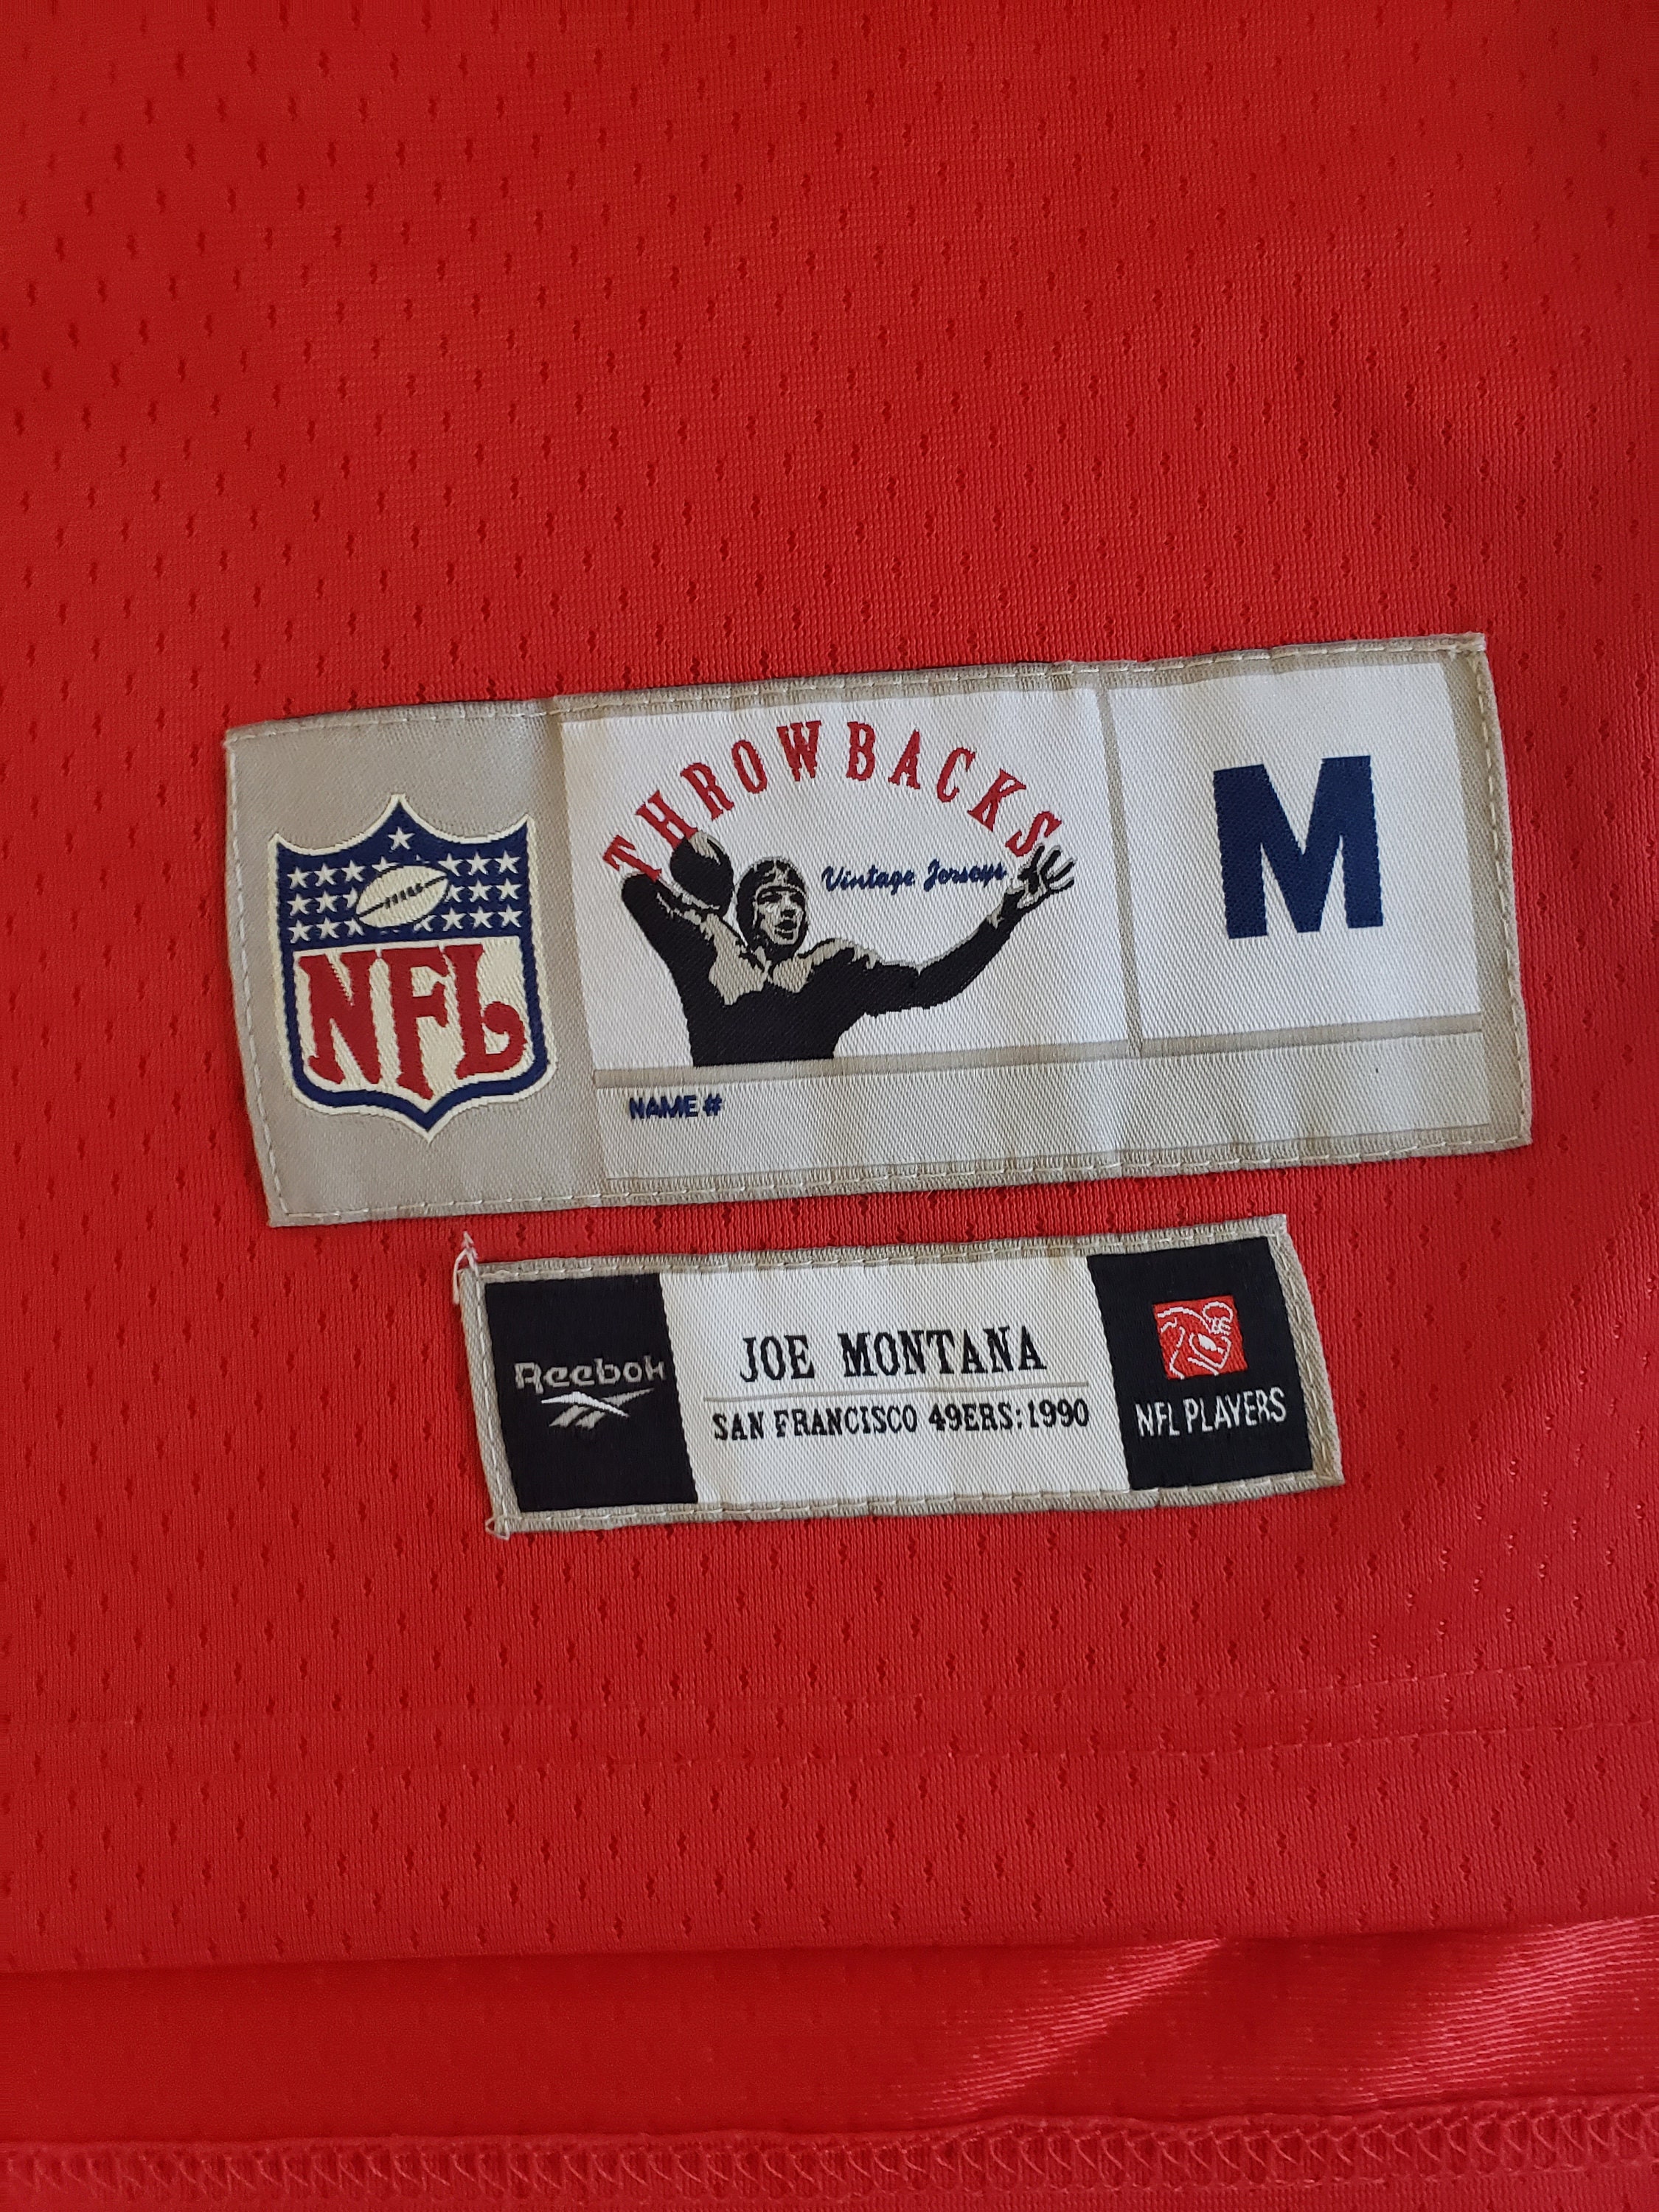 THROWBACKS
Vintage Jerseys
M
NFL
NAME #
Reebok
JOE MONTANA
SAN FRANCISCO 49ERS:1990
NFL PLAYERS